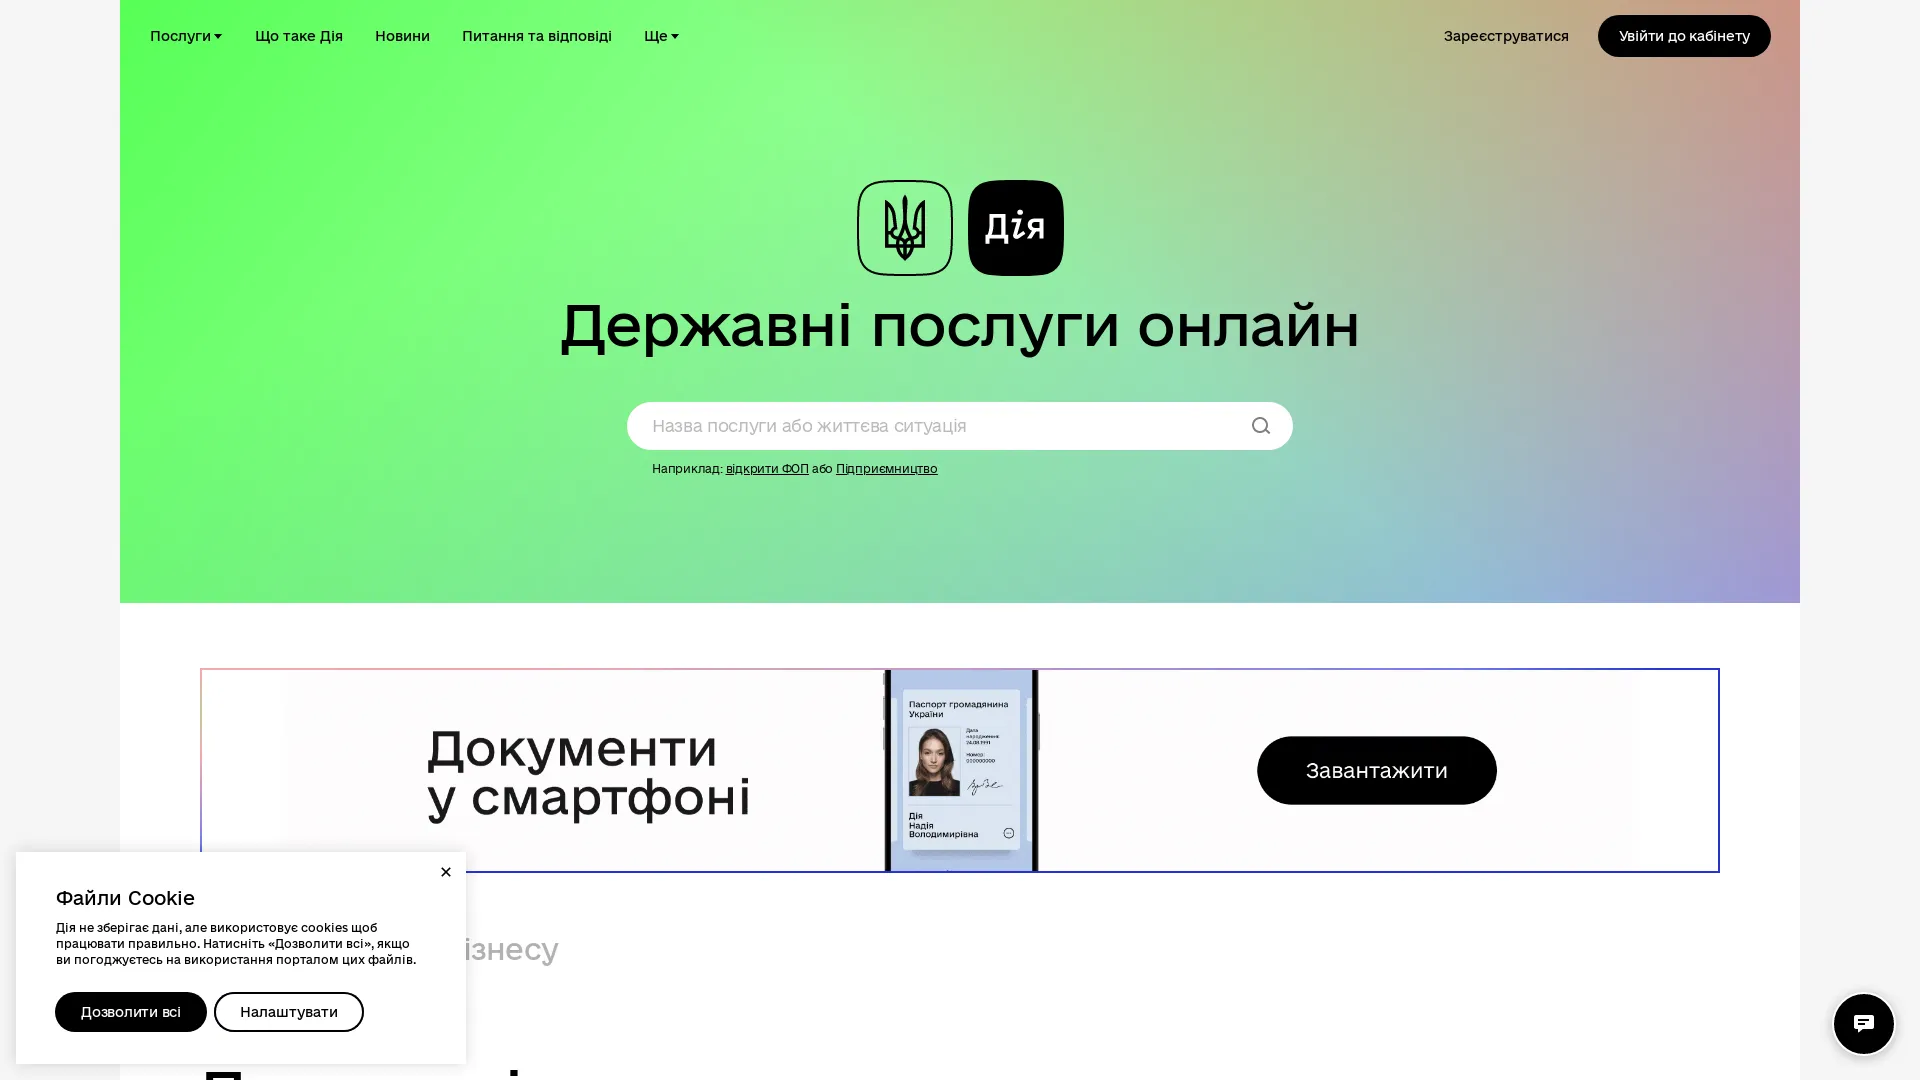 Послуги
Що таке Дія
Новини
Питання та відповіді
Ще
Зареєструватися
Увійти до кабінету
Дія
Державні послуги онлайн
Назва послуги або життєва ситуація
Наприклад: відкрити ФОП або Підприємництво
Документи
у смартфоні
Паспорт громадянина
України
Дата
народження:
24.08.1991
Номер:
000000000
Дія
Надія
Володимирівна
Завантажити
Файли Cookie
Дія не зберігає дані, але використовує cookies щоб
працювати правильно. Натисніть «Дозволити всі», якщо
ви погоджуєтесь на використання порталом цих файлів.
Дозволити всі
Налаштувати
ізнесу